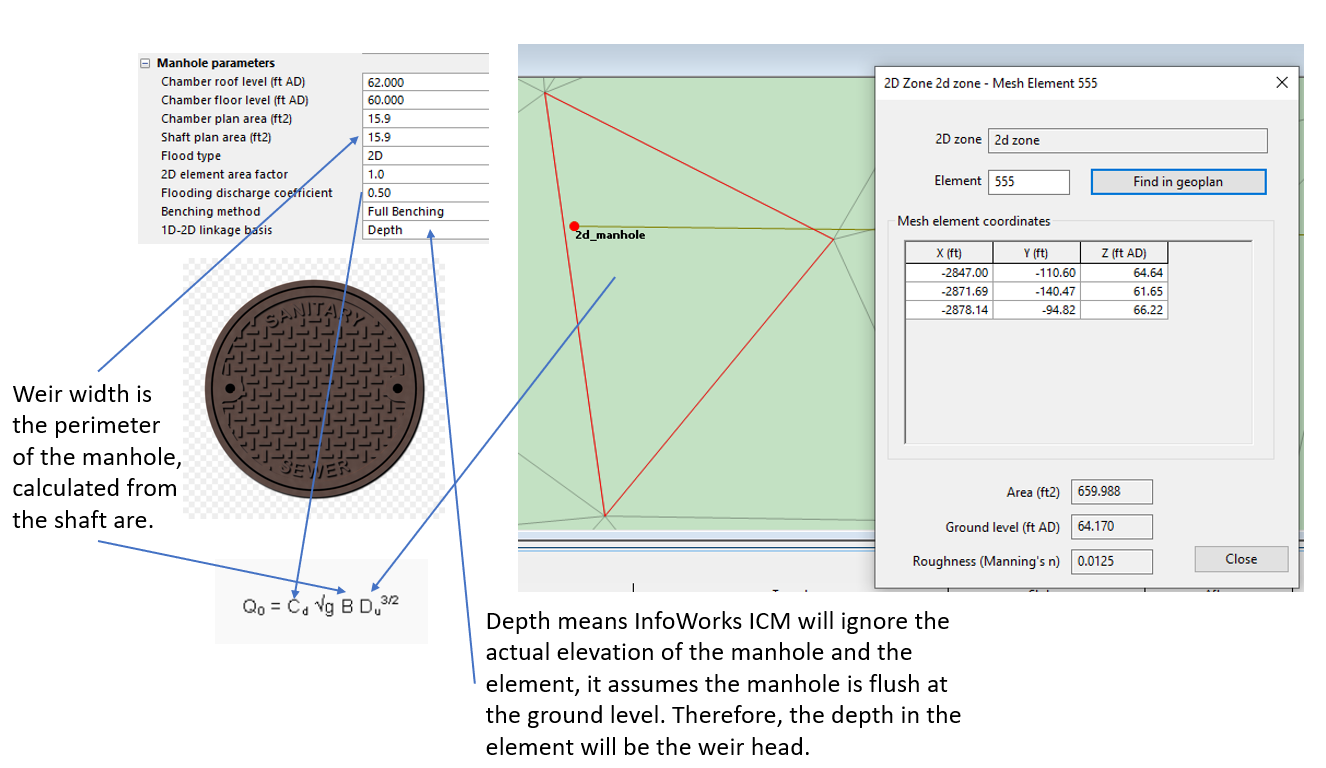 Manhole parameters
Chamber roof level (ft AD) 62.000
Chamber floor level (ft AD) 60.000
Chamber plan area (ft2) 15.9
Shaft plan area (ft2) 15.9
Flood type 2D
2D element area factor 1.0
Flooding discharge coefficient 0.50
Benching method Full Benching
1D-2D linkage basis Depth
SANITARY
SEWER
Weir width is
the perimeter
of the manhole,
calculated from
the shaft are.
Q₀ = Cd √g B Du^3/2
2d_manhole
2D Zone 2d zone - Mesh Element 555
2D zone 2d zone
Element 555 Find in geoplan
Mesh element coordinates
X (ft) Y (ft) Z (ft AD)
-2847.00 -110.60 64.64
-2871.69 -140.47 61.65
-2878.14 -94.82 66.22
Area (ft2) 659.988
Ground level (ft AD) 64.170
Roughness (Manning's n) 0.0125
Close
Depth means InfoWorks ICM will ignore the
actual elevation of the manhole and the
element, it assumes the manhole is flush at
the ground level. Therefore, the depth in the
element will be the weir head.